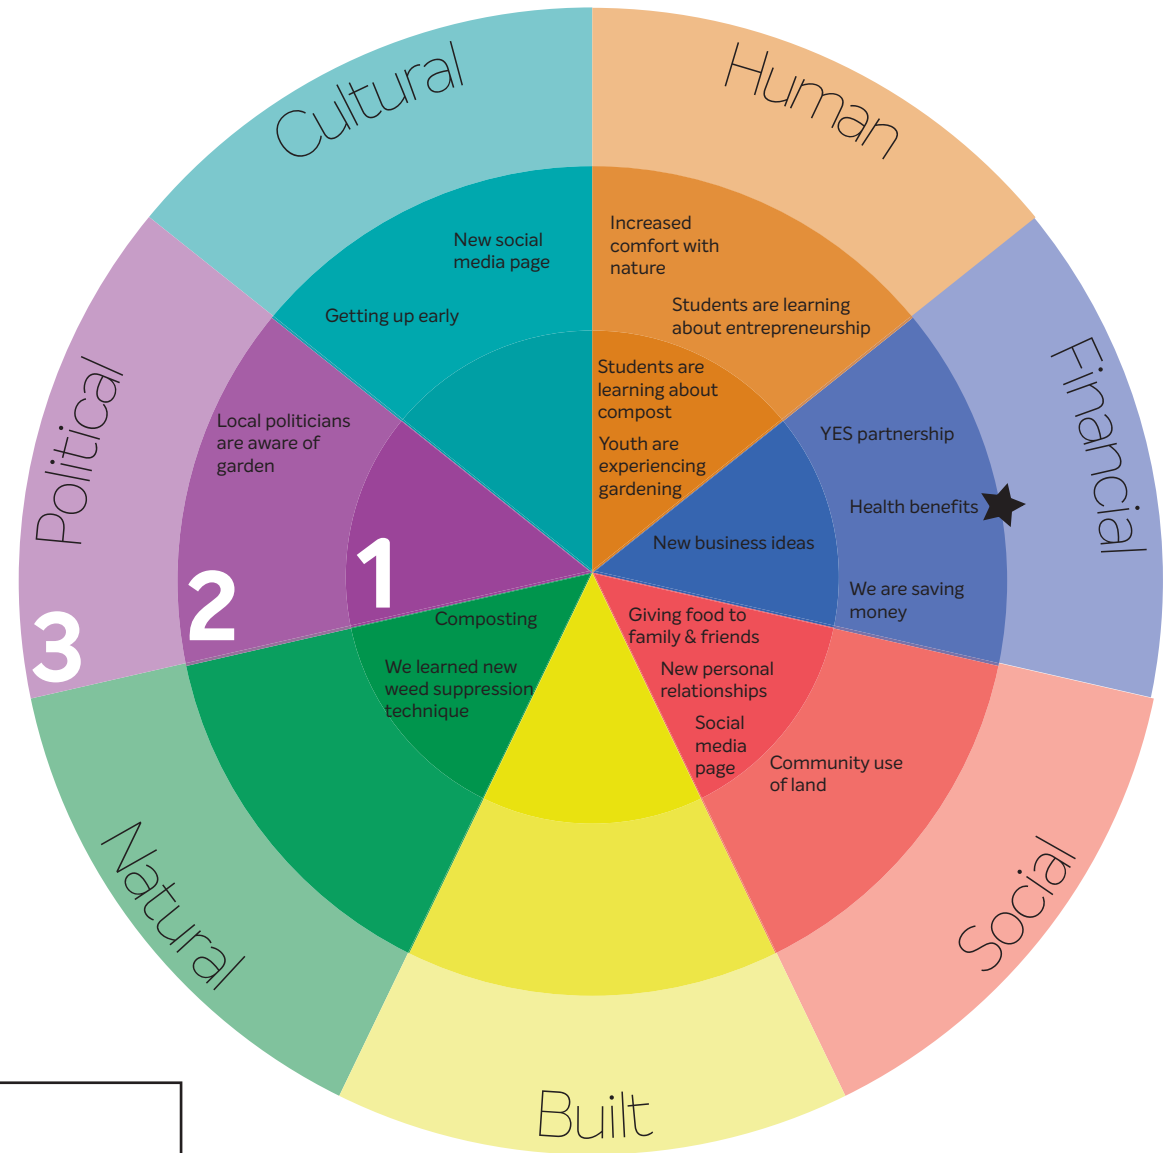 Cultural
Human
Financial
Social
Built
Natural
Political
New social
media page
Getting up early
Increased
comfort with
nature
Students are learning
about entrepreneurship
Students are
learning about
compost
Youth are
experiencing
gardening
YES partnership
Health benefits
We are saving
money
New business ideas
Giving food to
family & friends
New personal
relationships
Social
media
page
Community use
of land
Composting
We learned new
weed suppression
technique
Local politicians
are aware of
garden
1
2
3